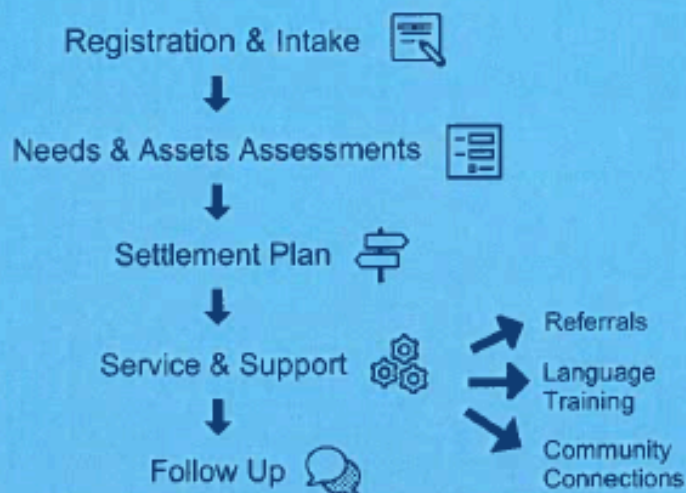 Registration & Intake
Needs & Assets Assessments
Settlement Plan
Service & Support
Referrals
Language
Training
Community
Connections
Follow Up